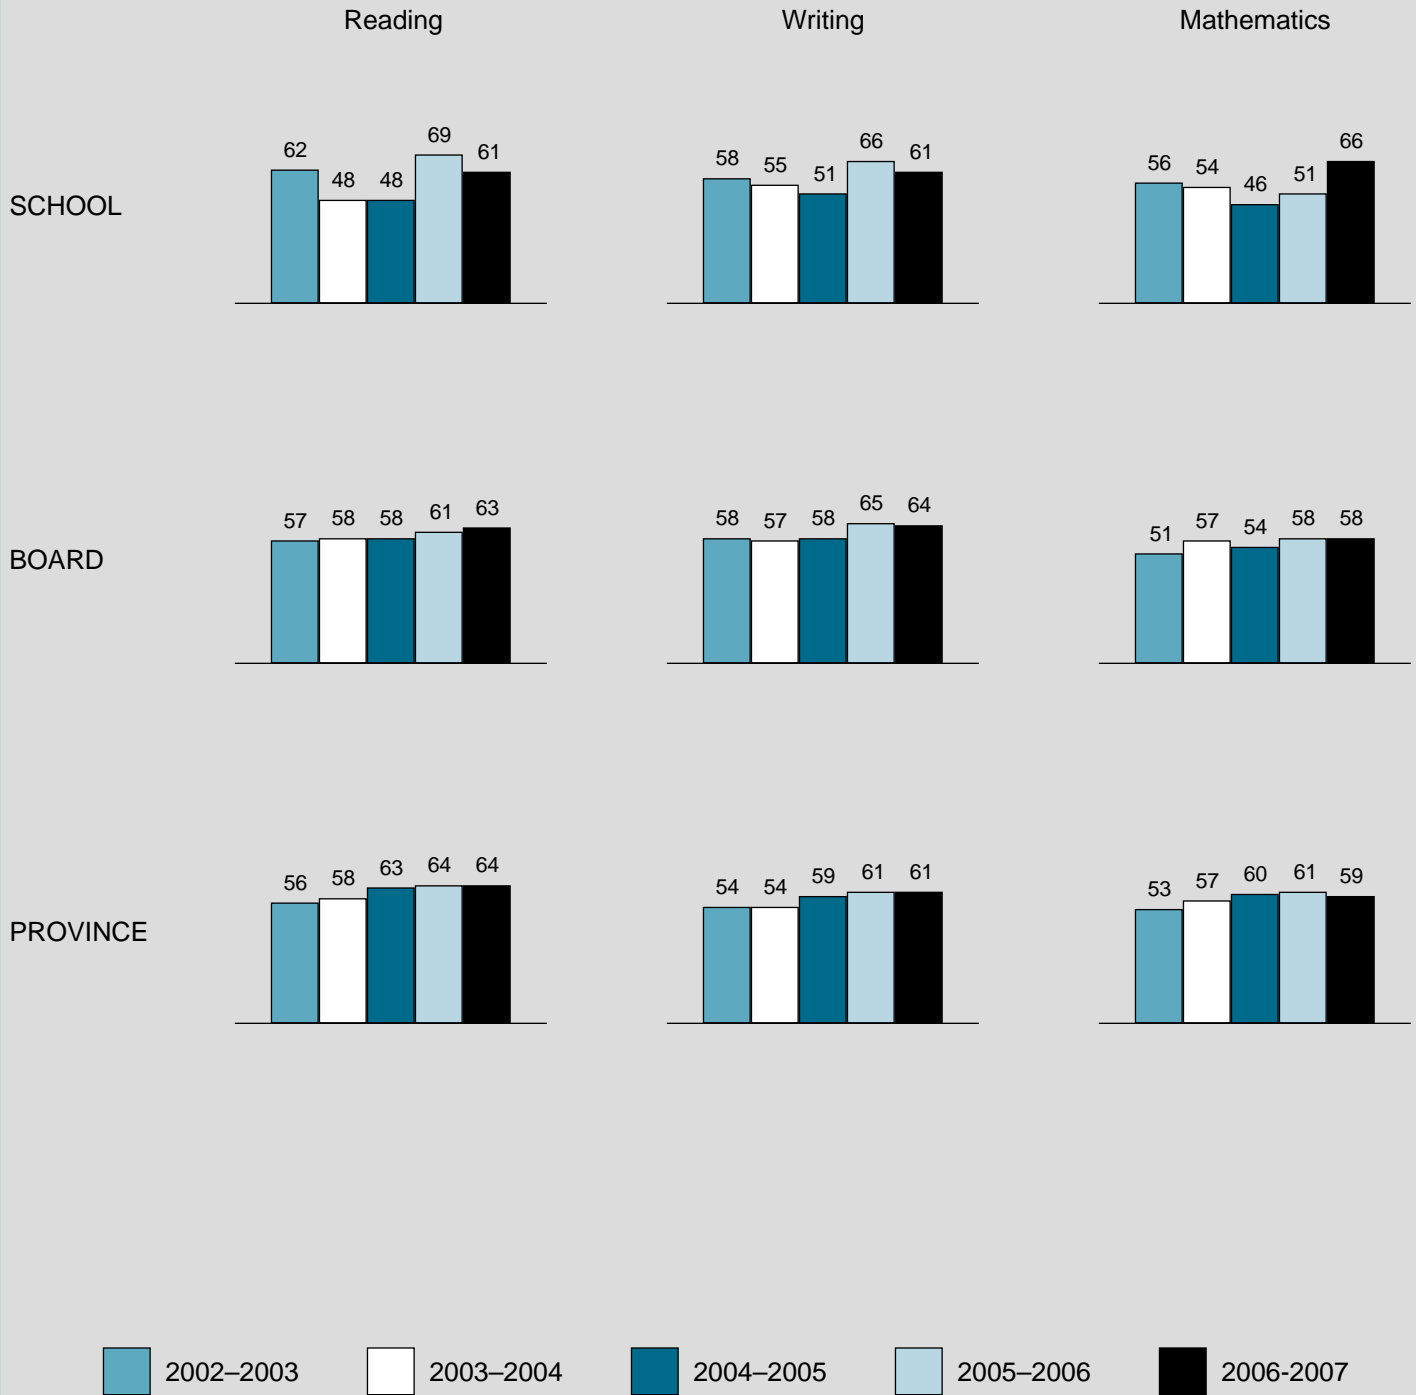 Reading Writing Mathematics
SCHOOL
62 48 48 69 61
58 55 51 66 61
56 54 46 51 66
BOARD
57 58 58 61 63
58 57 58 65 64
51 57 54 58 58
PROVINCE
56 58 63 64 64
54 54 59 61 61
53 57 60 61 59
2002–2003 2003–2004 2004–2005 2005–2006 2006-2007